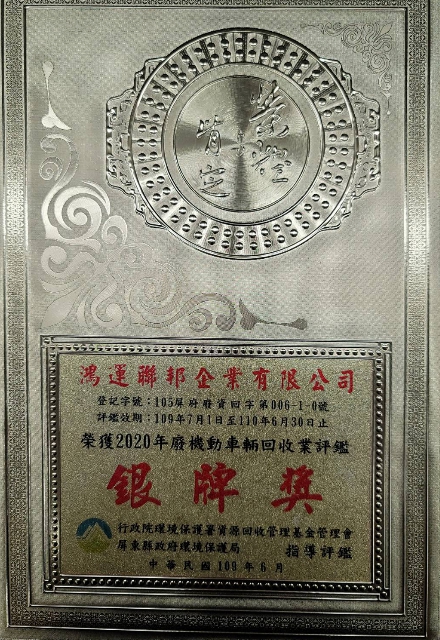 榮耀
肯定
鴻運聯邦企業有限公司
登記字號：105屏府廢資回字第006-1-0號
評鑑效期：109年7月1日至110年6月30日止
榮獲2020年廢機動車輛回收業評鑑
銀牌獎
行政院環境保護署資源回收管理基金管理會
屏東縣政府環境保護局 指導評鑑
中華民國109年6月